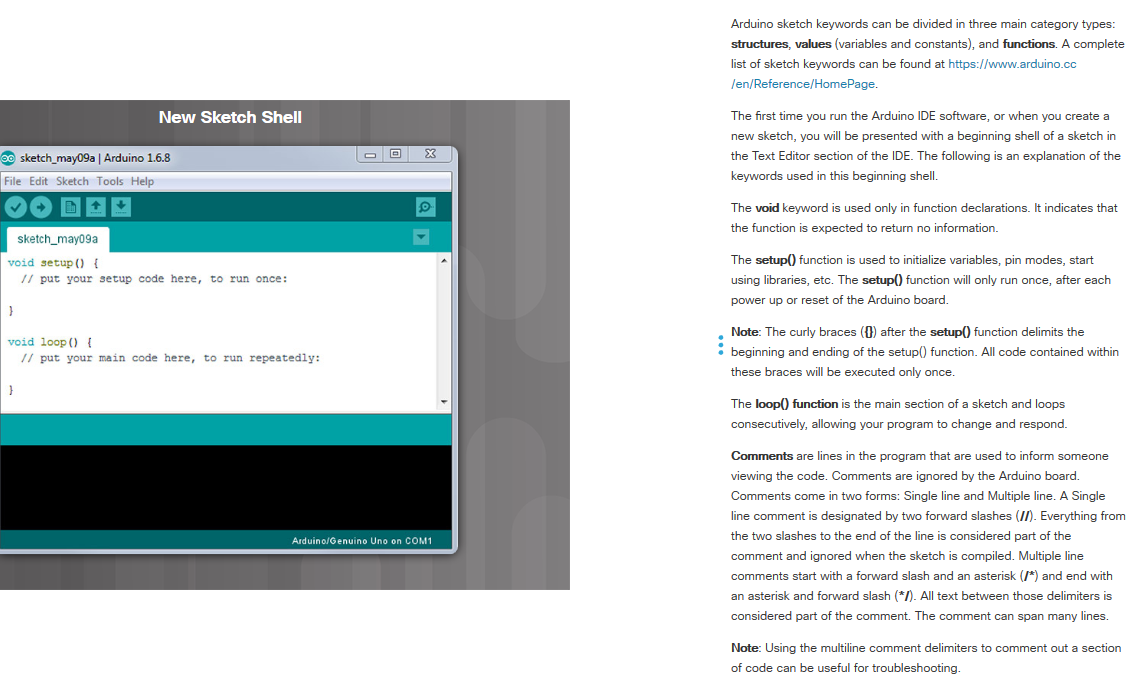 New Sketch Shell
sketch_may09a | Arduino 1.6.8
File Edit Sketch Tools Help
sketch_may09a
void setup() {
// put your setup code here, to run once:
}
void loop() {
// put your main code here, to run repeatedly:
}
Arduino/Genuino Uno on COM1
Arduino sketch keywords can be divided in three main category types:
structures, values (variables and constants), and functions. A complete
list of sketch keywords can be found at https://www.arduino.cc
/en/Reference/HomePage.
The first time you run the Arduino IDE software, or when you create a
new sketch, you will be presented with a beginning shell of a sketch in
the Text Editor section of the IDE. The following is an explanation of the
keywords used in this beginning shell.
The void keyword is used only in function declarations. It indicates that
the function is expected to return no information.
The setup() function is used to initialize variables, pin modes, start
using libraries, etc. The setup() function will only run once, after each
power up or reset of the Arduino board.
Note: The curly braces ({}) after the setup() function delimits the
beginning and ending of the setup() function. All code contained within
these braces will be executed only once.
The loop() function is the main section of a sketch and loops
consecutively, allowing your program to change and respond.
Comments are lines in the program that are used to inform someone
viewing the code. Comments are ignored by the Arduino board.
Comments come in two forms: Single line and Multiple line. A Single
line comment is designated by two forward slashes (//). Everything from
the two slashes to the end of the line is considered part of the
comment and ignored when the sketch is compiled. Multiple line
comments start with a forward slash and an asterisk (/*) and end with
an asterisk and forward slash (*/). All text between those delimiters is
considered part of the comment. The comment can span many lines.
Note: Using the multiline comment delimiters to comment out a section
of code can be useful for troubleshooting.